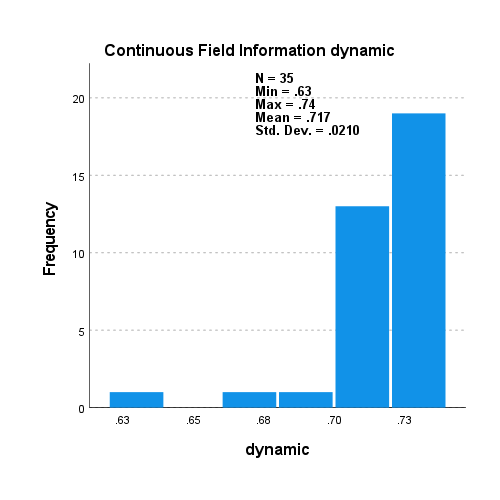 Continuous Field Information dynamic
N = 35
Min = .63
Max = .74
Mean = .717
Std. Dev. = .0210
20
15
10
5
0
Frequency
.63 .65 .68 .70 .73
dynamic